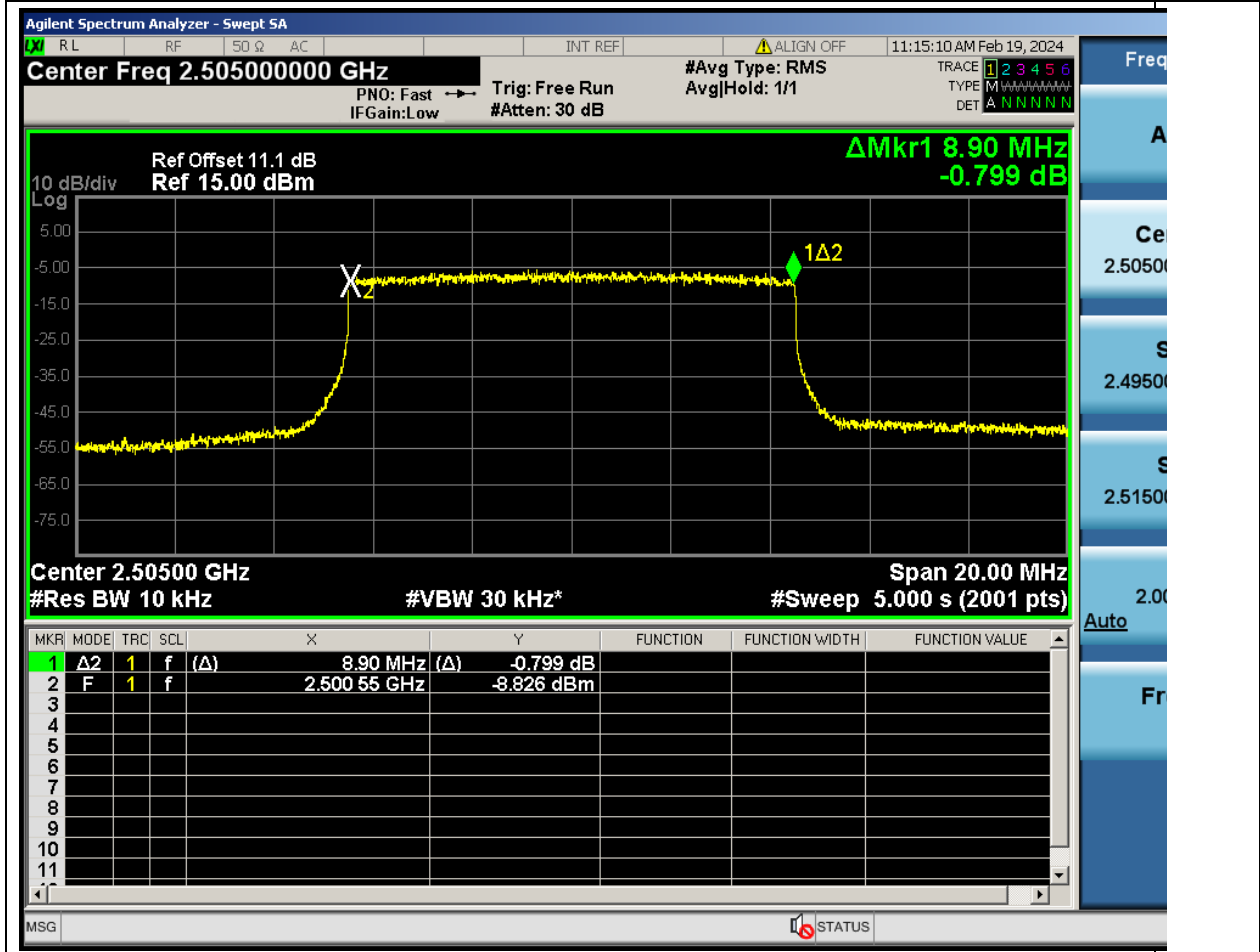 Agilent Spectrum Analyzer - Swept SA
LXI RL RF 50 Ω AC INT REF ALIGN OFF 11:15:10 AM Feb 19, 2024
Center Freq 2.505000000 GHz
PNO: Fast
IFGain:Low
Trig: Free Run
#Atten: 30 dB
#Avg Type: RMS
Avg|Hold: 1/1
TRACE 1 2 3 4 5 6
TYPE M
DET A N N N N N
ΔMkr1 8.90 MHz
-0.799 dB
Ref Offset 11.1 dB
10 dB/div Ref 15.00 dBm
Log
5.00
-5.00
-15.0
-25.0
-35.0
-45.0
-55.0
-65.0
-75.0
1Δ2
2
Center 2.50500 GHz Span 20.00 MHz
#Res BW 10 kHz #VBW 30 kHz* #Sweep 5.000 s (2001 pts)
MKR MODE TRC SCL X Y FUNCTION FUNCTION WIDTH FUNCTION VALUE
1 Δ2 1 f (Δ) 8.90 MHz (Δ) -0.799 dB
2 F 1 f 2.500 55 GHz -8.826 dBm
3
4
5
6
7
8
9
10
11
MSG STATUS
Freq
A
Ce
2.5050
S
2.4950
S
2.5150
2.00
Auto
Fr